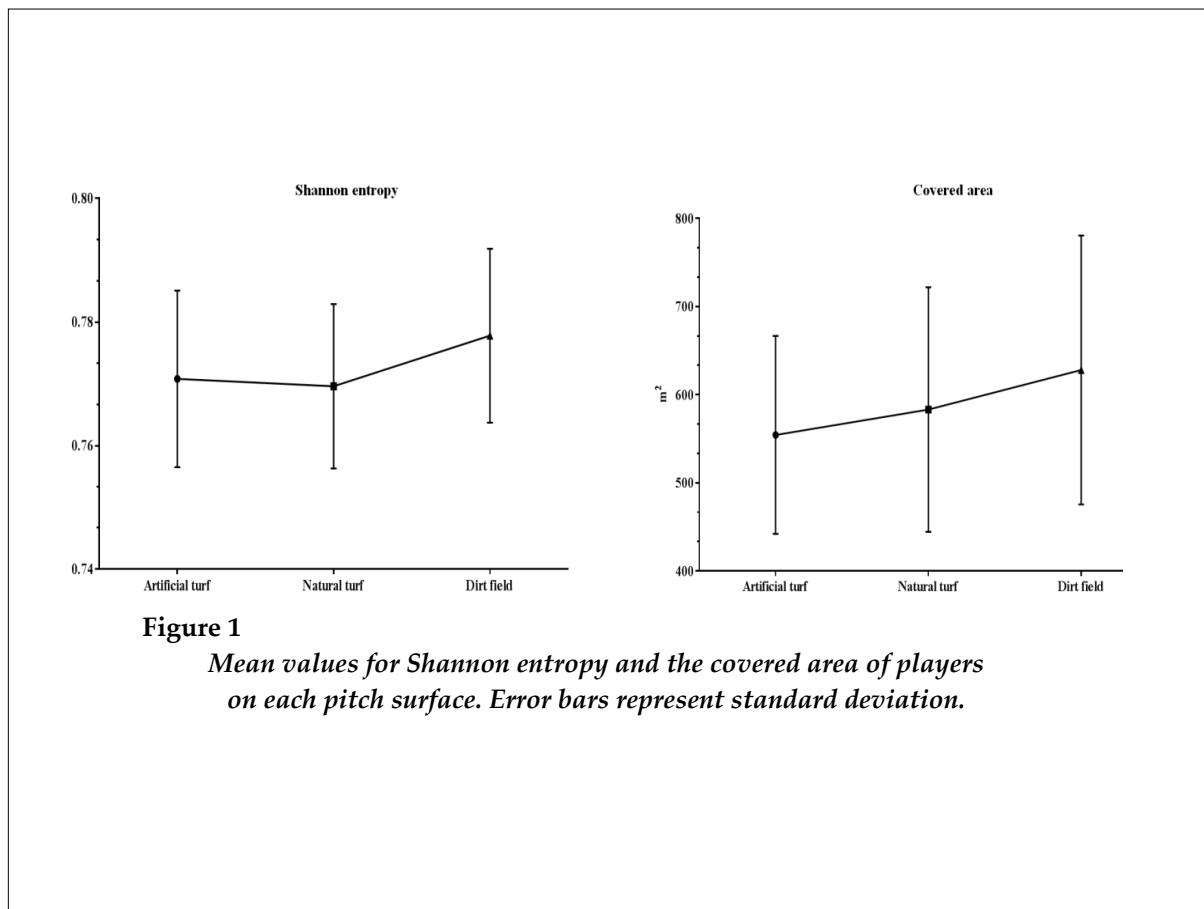 Shannon entropy
0.80
0.78
0.76
0.74
Artificial turf Natural turf Dirt field
Covered area
800
700
600
500
400
m²
Artificial turf Natural turf Dirt field
Figure 1
Mean values for Shannon entropy and the covered area of players
on each pitch surface. Error bars represent standard deviation.